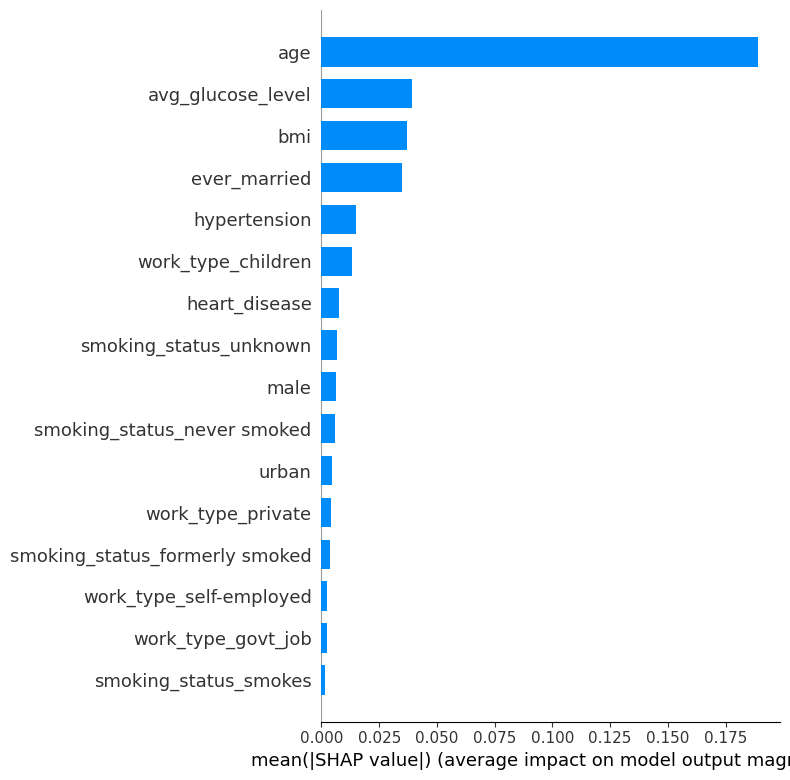 age
avg_glucose_level
bmi
ever_married
hypertension
work_type_children
heart_disease
smoking_status_unknown
male
smoking_status_never smoked
urban
work_type_private
smoking_status_formerly smoked
work_type_self-employed
work_type_govt_job
smoking_status_smokes
0.000 0.025 0.050 0.075 0.100 0.125 0.150 0.175
mean(|SHAP value|) (average impact on model output magr